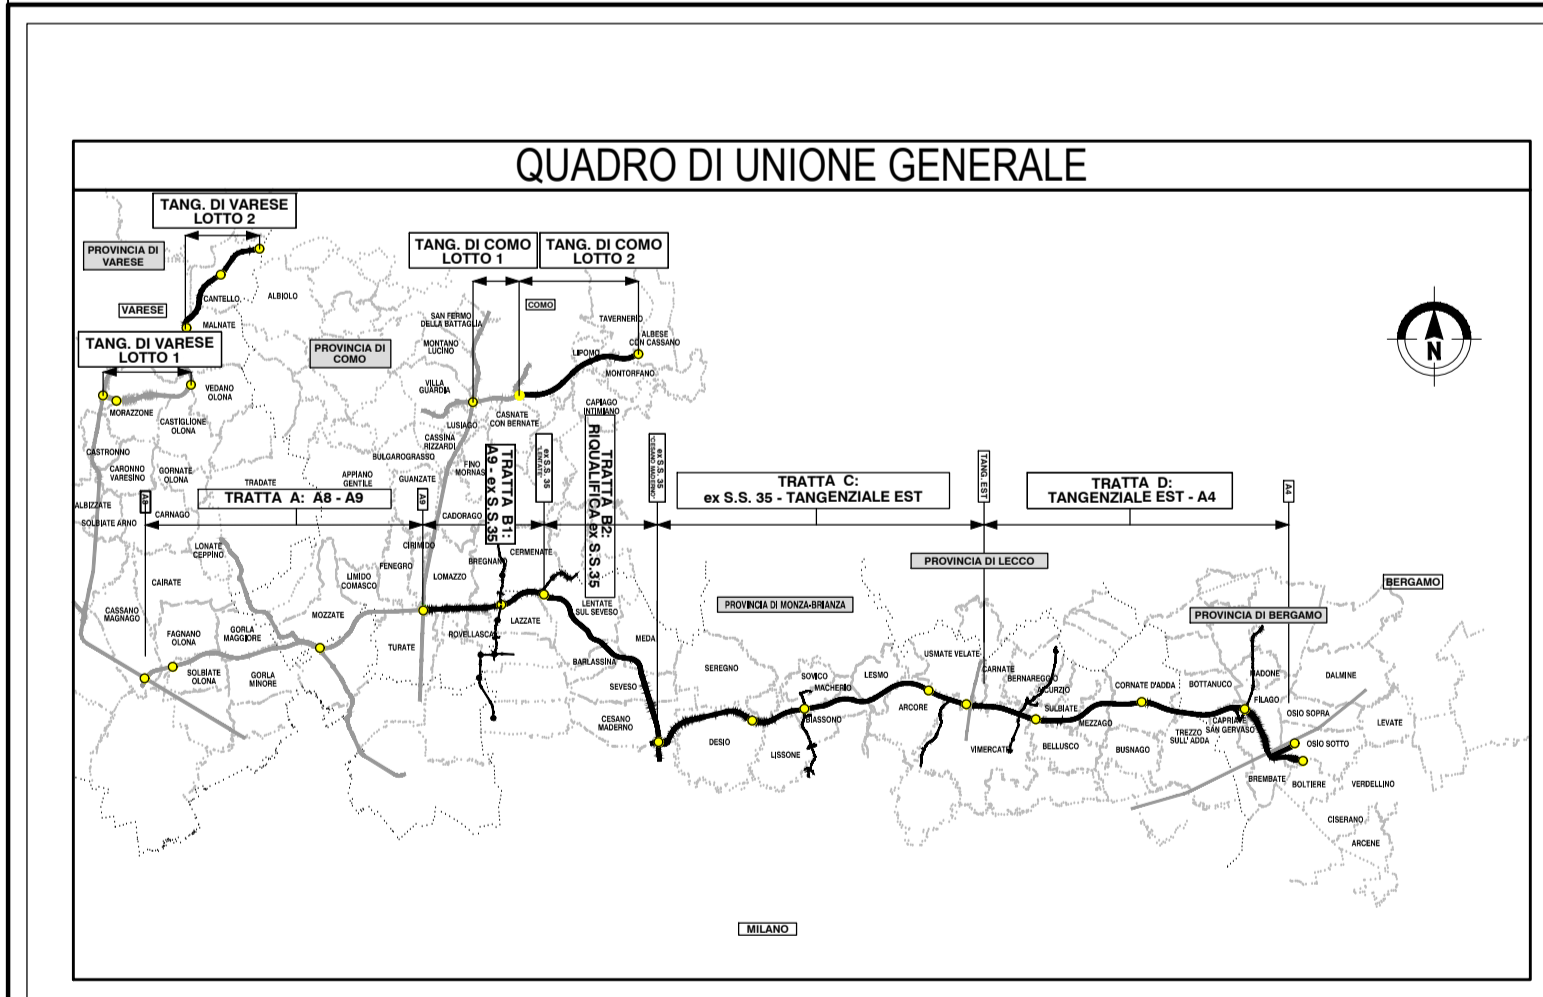 QUADRO DI UNIONE GENERALE
TANG. DI VARESE
LOTTO 2
PROVINCIA DI
VARESE
CANTELLO
ALBIOLO
VARESE
MALNATE
TANG. DI VARESE
LOTTO 1
PROVINCIA DI
COMO
TANG. DI COMO
LOTTO 1
TANG. DI COMO
LOTTO 2
COMO
SAN FERMO
DELLA BATTAGLIA
TAVERNERIO
ALBESE
CON CASSANO
MONTANO
LUCINO
LIPOMO
MONTORFANO
VILLA
GUARDIA
CAPIAGO
INTIMIANO
N
VEDANO
OLONA
MORAZZONE
CASTIGLIONE
OLONA
LUSIAGO
CASNATE
CON BERNATE
CASSINA
RIZZARDI
CASTRONNO
CARONNO
VARESINO
GORNATE
OLONA
BULGAROGRASSO
FINO
MORNAS
APPIANO
GENTILE
GUANZATE
TRADATE
ALBIZZATE
SOLBIATE ARNO
CARNAGO
A8
TRATTA A: A8 - A9
A9
CADORAGO
TRATTA B1:
A9 - ex S.S.35
ex S.S. 35
"LENTATE"
TRATTA B2:
RIQUALIFICA ex S.S.35
ex S.S. 35
"CESANO MADERNO"
TRATTA C:
ex S.S. 35 - TANGENZIALE EST
TANG. EST
TRATTA D:
TANGENZIALE EST - A4
A4
LONATE
CEPPINO
CIRIMIDO
CERMENATE
BREGNANO
FENEGRO
LOMAZZO
LIMIDO
COMASCO
CAIRATE
PROVINCIA DI LECCO
BERGAMO
CASSANO
MAGNAGO
MOZZATE
LENTATE
SUL SEVESO
PROVINCIA DI MONZA-BRIANZA
PROVINCIA DI BERGAMO
LAZZATE
FAGNANO
OLONA
GORLA
MAGGIORE
ROVELLASCA
TURATE
MEDA
SOLBIATE
OLONA
GORLA
MINORE
BARLASSINA
SEVESO
SEREGNO
SOVICO
MACHERIO
LESMO
USMATE VELATE
CARNATE
BERNAREGGIO
AICURZIO
CORNATE D'ADDA
BOTTANUCO
MADONE
FILAGO
DALMINE
CESANO
MADERNO
DESIO
BIASSONO
LISSONE
ARCORE
SULBIATE
MEZZAGO
VIMERCATE
BELLUSCO
BUSNAGO
TREZZO
SULL' ADDA
CAPRIATE
SAN GERVASO
OSIO SOPRA
LEVATE
OSIO SOTTO
BREMBATE
BOLTIERE
VERDELLINO
CISERANO
ARCENE
MILANO